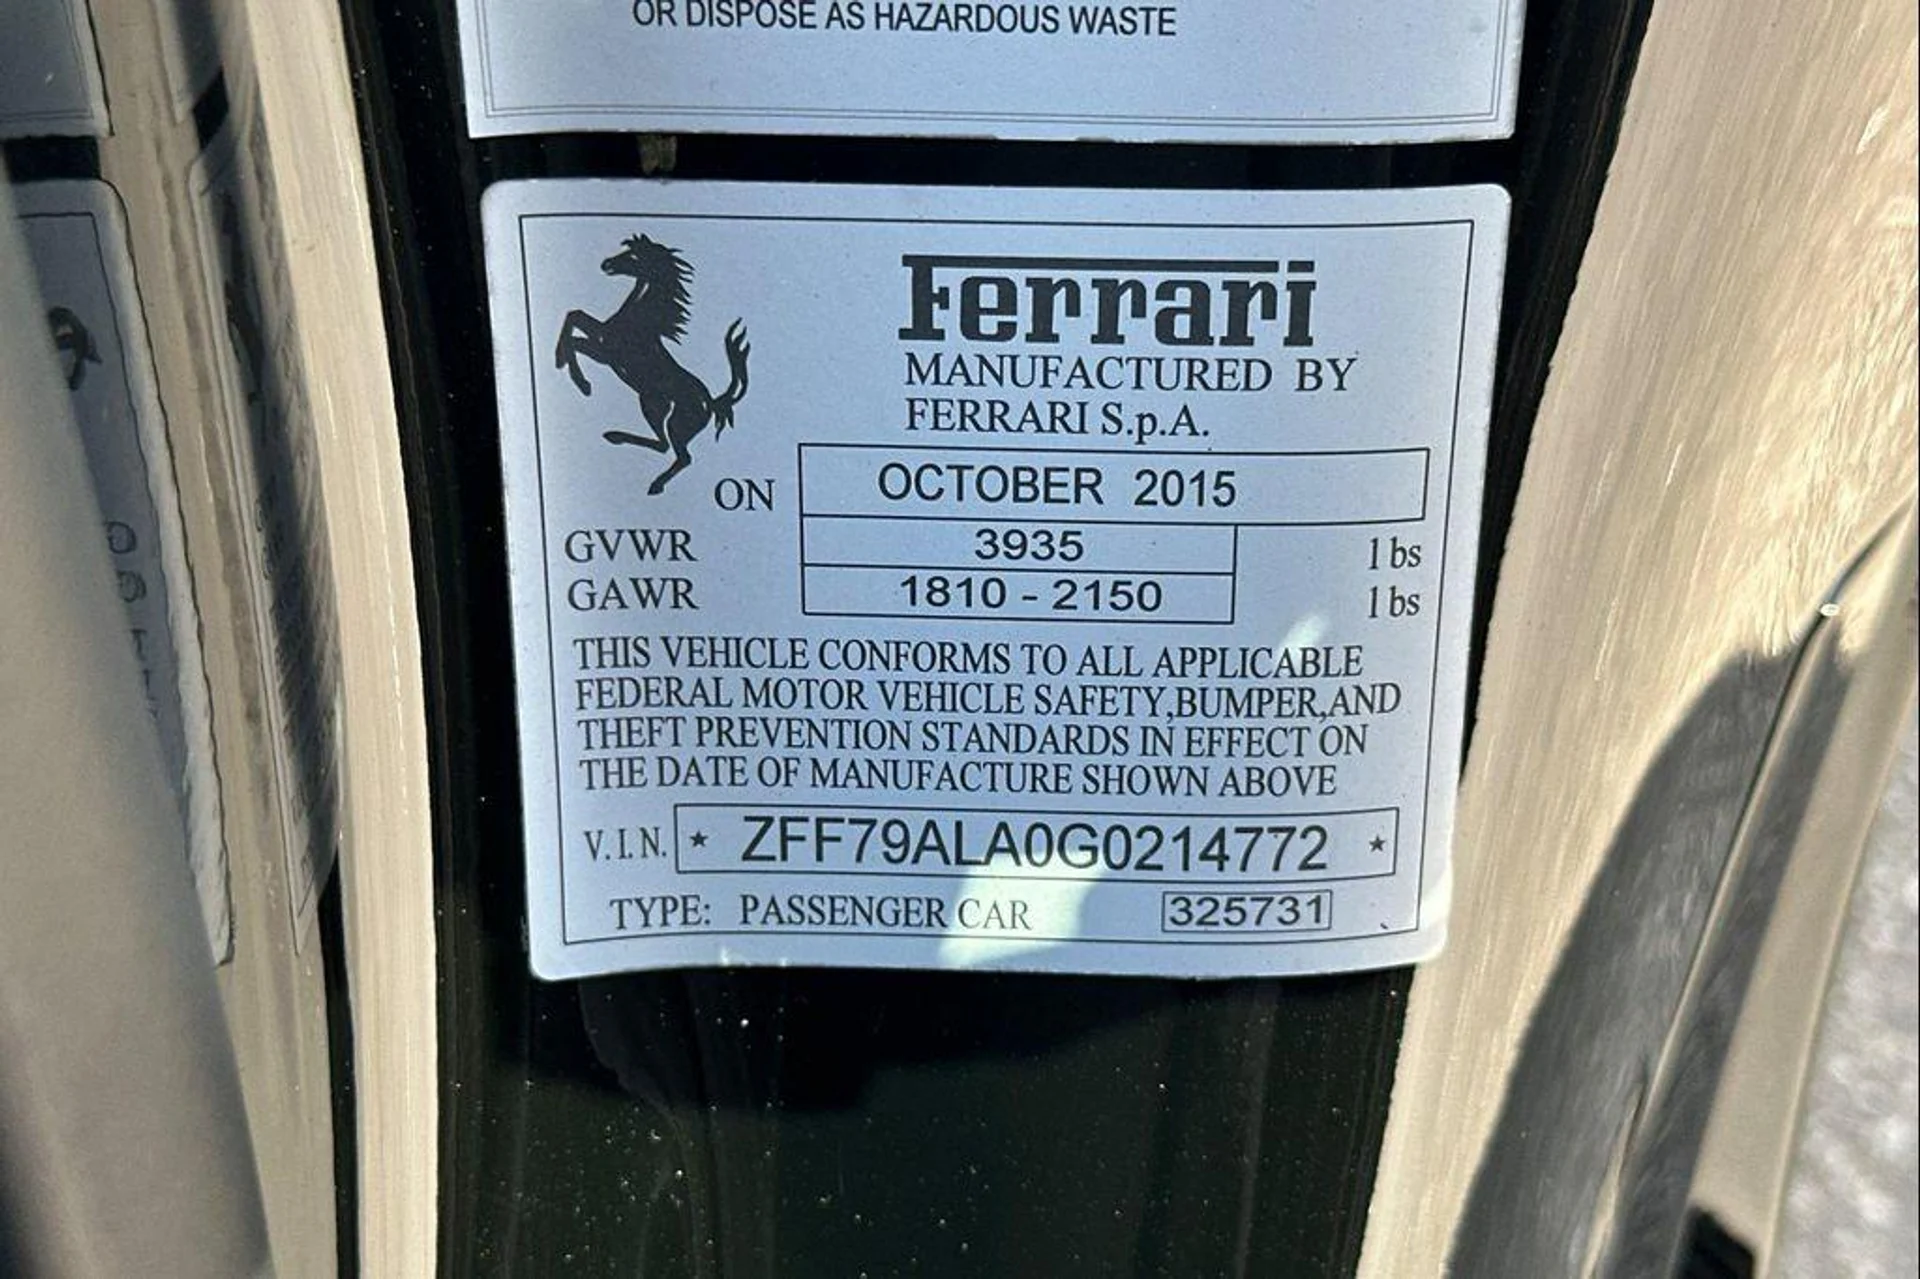 OR DISPOSE AS HAZARDOUS WASTE
Ferrari
MANUFACTURED BY
FERRARI S.p.A.
ON OCTOBER 2015
GVWR 3935 lbs
GAWR 1810 - 2150 lbs
THIS VEHICLE CONFORMS TO ALL APPLICABLE
FEDERAL MOTOR VEHICLE SAFETY,BUMPER,AND
THEFT PREVENTION STANDARDS IN EFFECT ON
THE DATE OF MANUFACTURE SHOWN ABOVE
V.I.N. * ZFF79ALA0G0214772 *
TYPE: PASSENGER CAR 325731